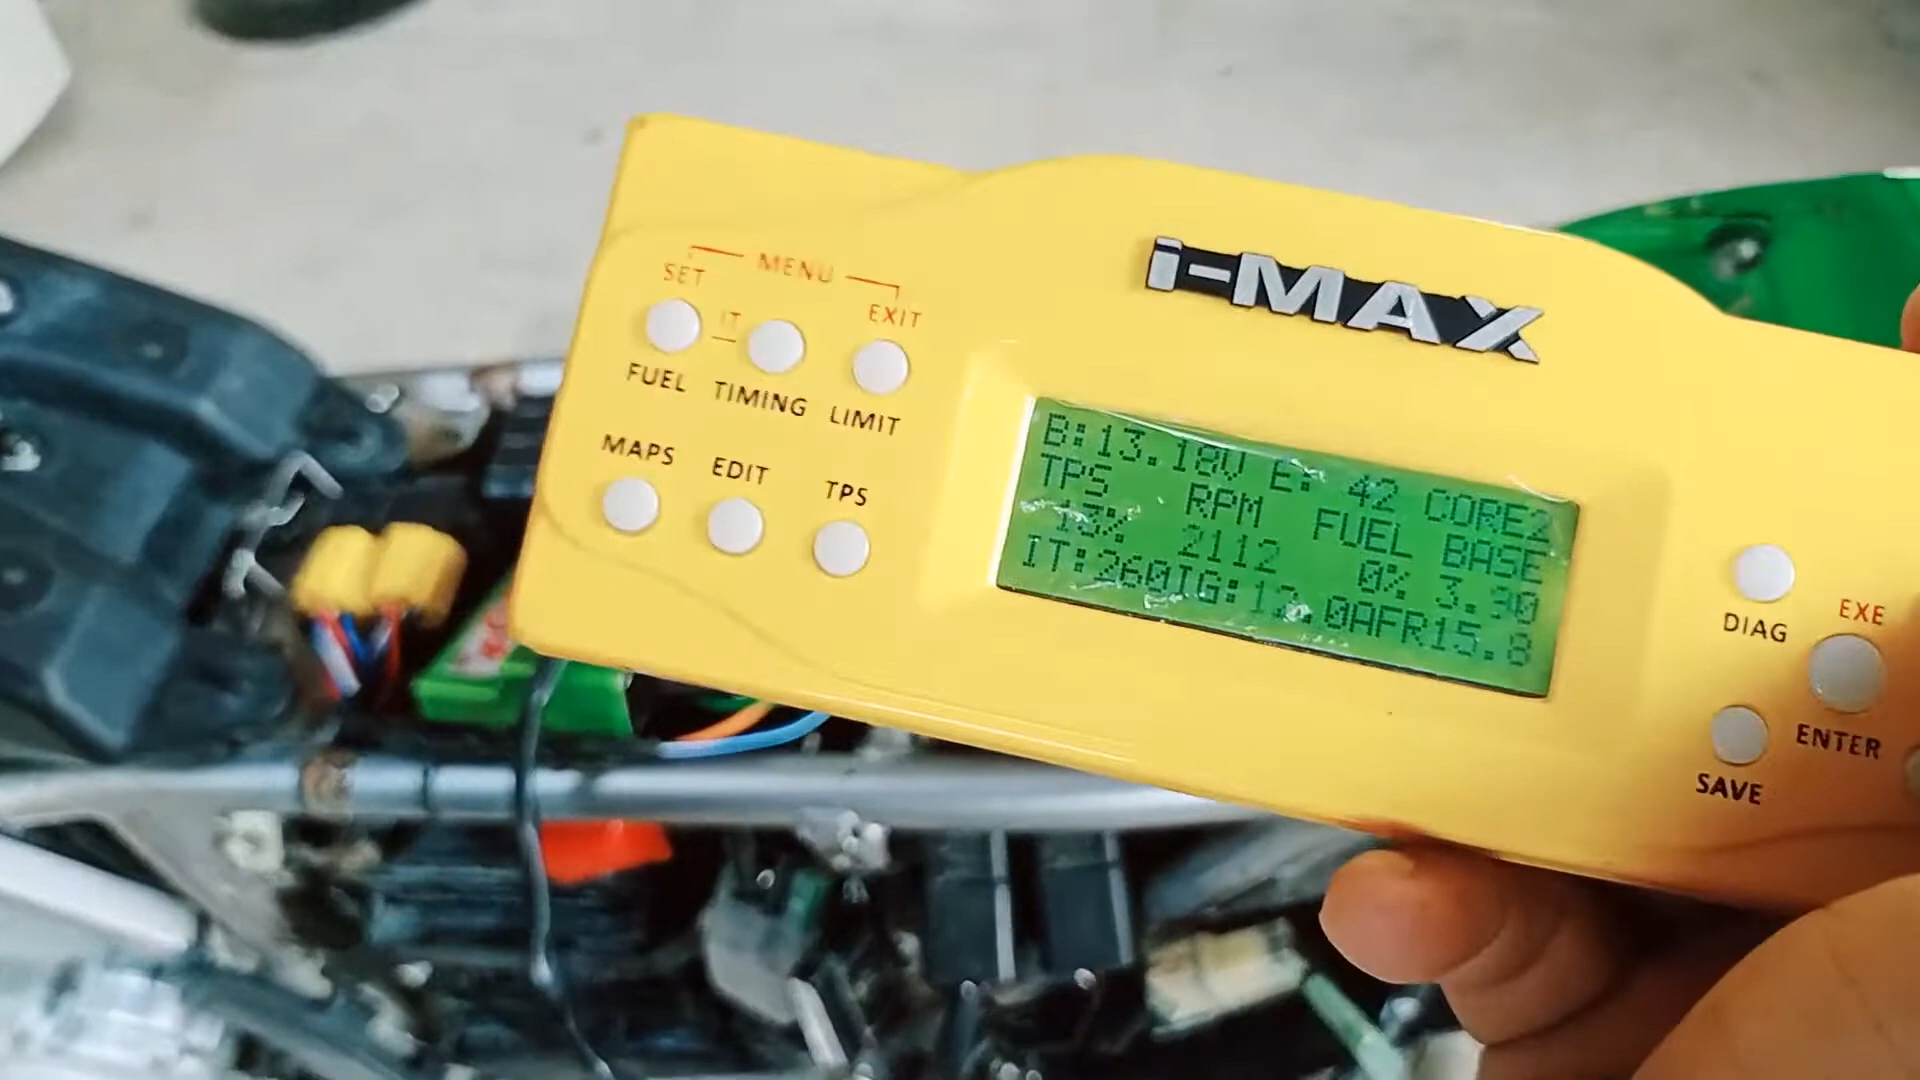 i-MAX
MENU
SET
IT
EXIT
FUEL
TIMING
LIMIT
MAPS
EDIT
TPS
B:13.18V E: 42 CORE2
TPS RPM FUEL BASE
13% 2112 0% 3.90
IT:260IG:12.0AFR15.8
DIAG
EXE
ENTER
SAVE